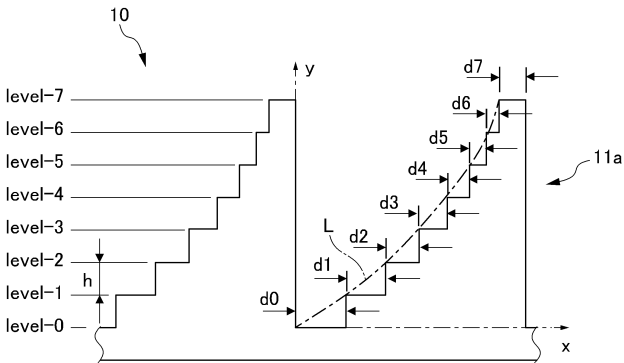 10
y
d7
level-7
d6
level-6
d5
11a
level-5
d4
level-4
d3
level-3
L
d2
level-2
d1
h
level-1
d0
level-0
x